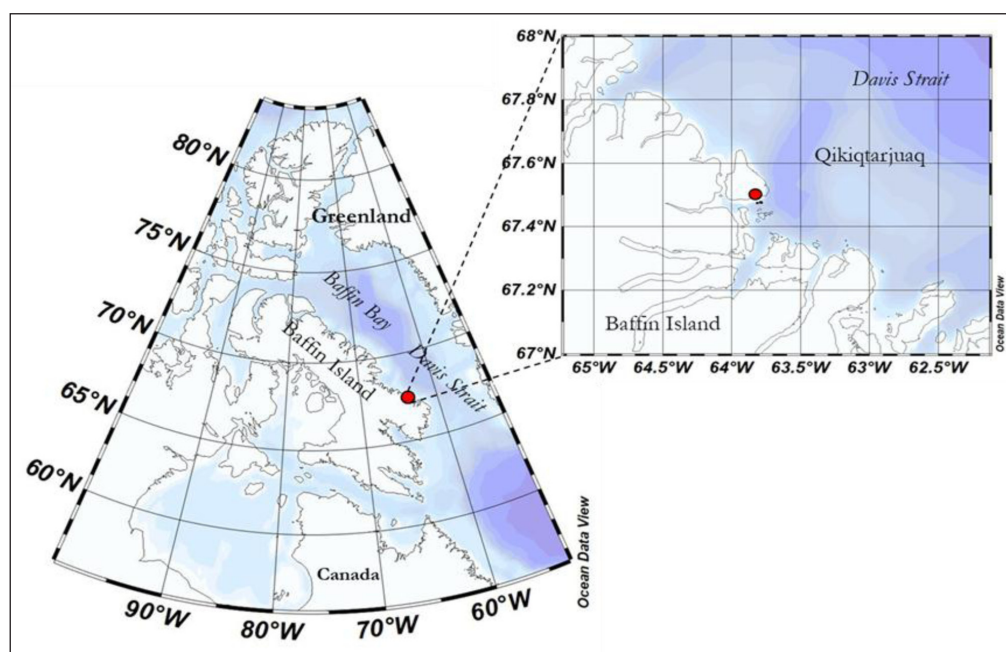 80°N
75°N
70°N
65°N
60°N
90°W
80°W
70°W
60°W
Greenland
Baffin Bay
Baffin Island
Davis Strait
Canada
Ocean Data View
68°N
67.8°N
67.6°N
67.4°N
67.2°N
67°N
65°W
64.5°W
64°W
63.5°W
63°W
62.5°W
Davis Strait
Qikiqtarjuaq
Baffin Island
Ocean Data View